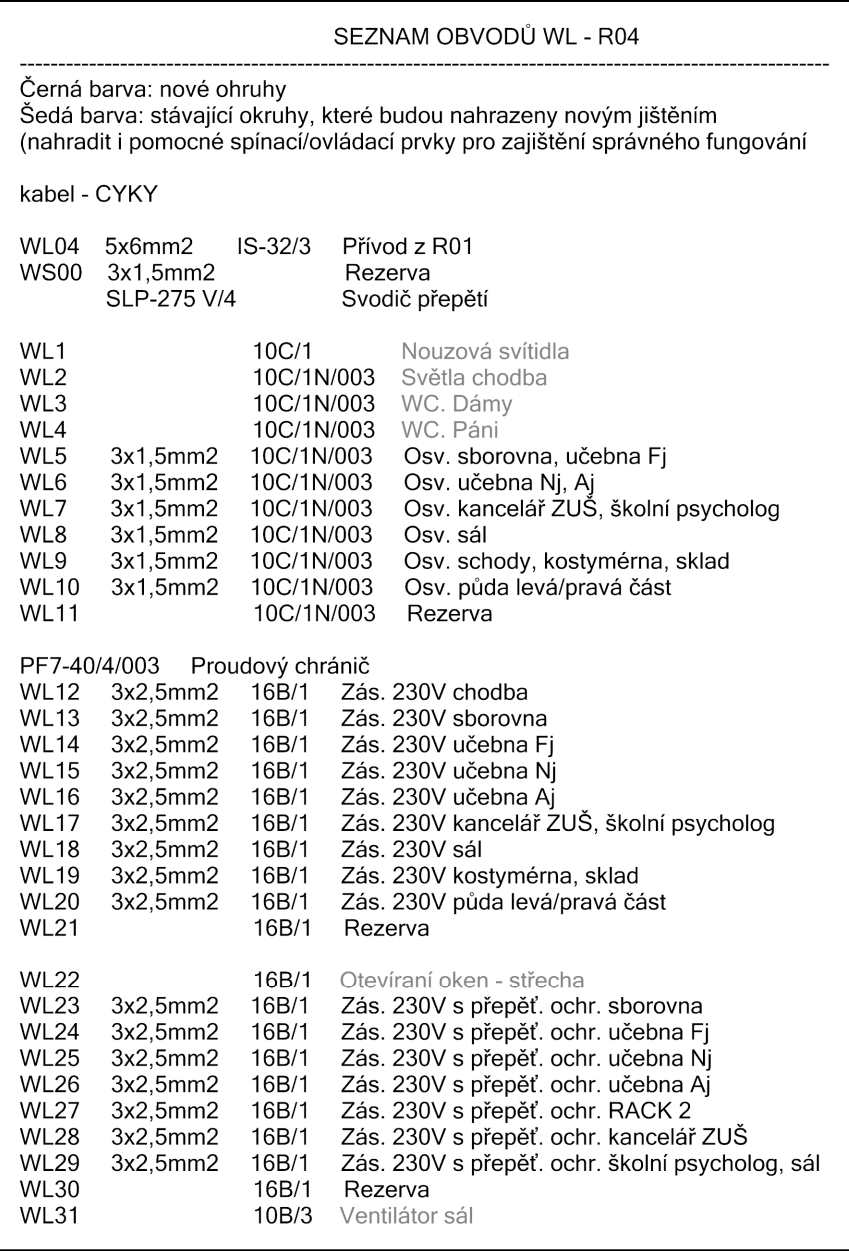 SEZNAM OBVODŮ WL - R04
---------------------------------------------------------------------------------------------------------
Černá barva: nové ohruhy
Šedá barva: stávající okruhy, které budou nahrazeny novým jištěním
(nahradit i pomocné spínací/ovládací prvky pro zajištění správného fungování
kabel - CYKY
WL04 5x6mm2 IS-32/3 Přívod z R01
WS00 3x1,5mm2 Rezerva
SLP-275 V/4 Svodič přepětí
WL1 10C/1 Nouzová svítidla
WL2 10C/1N/003 Světla chodba
WL3 10C/1N/003 WC. Dámy
WL4 10C/1N/003 WC. Páni
WL5 3x1,5mm2 10C/1N/003 Osv. sborovna, učebna Fj
WL6 3x1,5mm2 10C/1N/003 Osv. učebna Nj, Aj
WL7 3x1,5mm2 10C/1N/003 Osv. kancelář ZUŠ, školní psycholog
WL8 3x1,5mm2 10C/1N/003 Osv. sál
WL9 3x1,5mm2 10C/1N/003 Osv. schody, kostymérna, sklad
WL10 3x1,5mm2 10C/1N/003 Osv. půda levá/pravá část
WL11 10C/1N/003 Rezerva
PF7-40/4/003 Proudový chránič
WL12 3x2,5mm2 16B/1 Zás. 230V chodba
WL13 3x2,5mm2 16B/1 Zás. 230V sborovna
WL14 3x2,5mm2 16B/1 Zás. 230V učebna Fj
WL15 3x2,5mm2 16B/1 Zás. 230V učebna Nj
WL16 3x2,5mm2 16B/1 Zás. 230V učebna Aj
WL17 3x2,5mm2 16B/1 Zás. 230V kancelář ZUŠ, školní psycholog
WL18 3x2,5mm2 16B/1 Zás. 230V sál
WL19 3x2,5mm2 16B/1 Zás. 230V kostymérna, sklad
WL20 3x2,5mm2 16B/1 Zás. 230V půda levá/pravá část
WL21 16B/1 Rezerva
WL22 16B/1 Otevíraní oken - střecha
WL23 3x2,5mm2 16B/1 Zás. 230V s přepěť. ochr. sborovna
WL24 3x2,5mm2 16B/1 Zás. 230V s přepěť. ochr. učebna Fj
WL25 3x2,5mm2 16B/1 Zás. 230V s přepěť. ochr. učebna Nj
WL26 3x2,5mm2 16B/1 Zás. 230V s přepěť. ochr. učebna Aj
WL27 3x2,5mm2 16B/1 Zás. 230V s přepěť. ochr. RACK 2
WL28 3x2,5mm2 16B/1 Zás. 230V s přepěť. ochr. kancelář ZUŠ
WL29 3x2,5mm2 16B/1 Zás. 230V s přepěť. ochr. školní psycholog, sál
WL30 16B/1 Rezerva
WL31 10B/3 Ventilátor sál